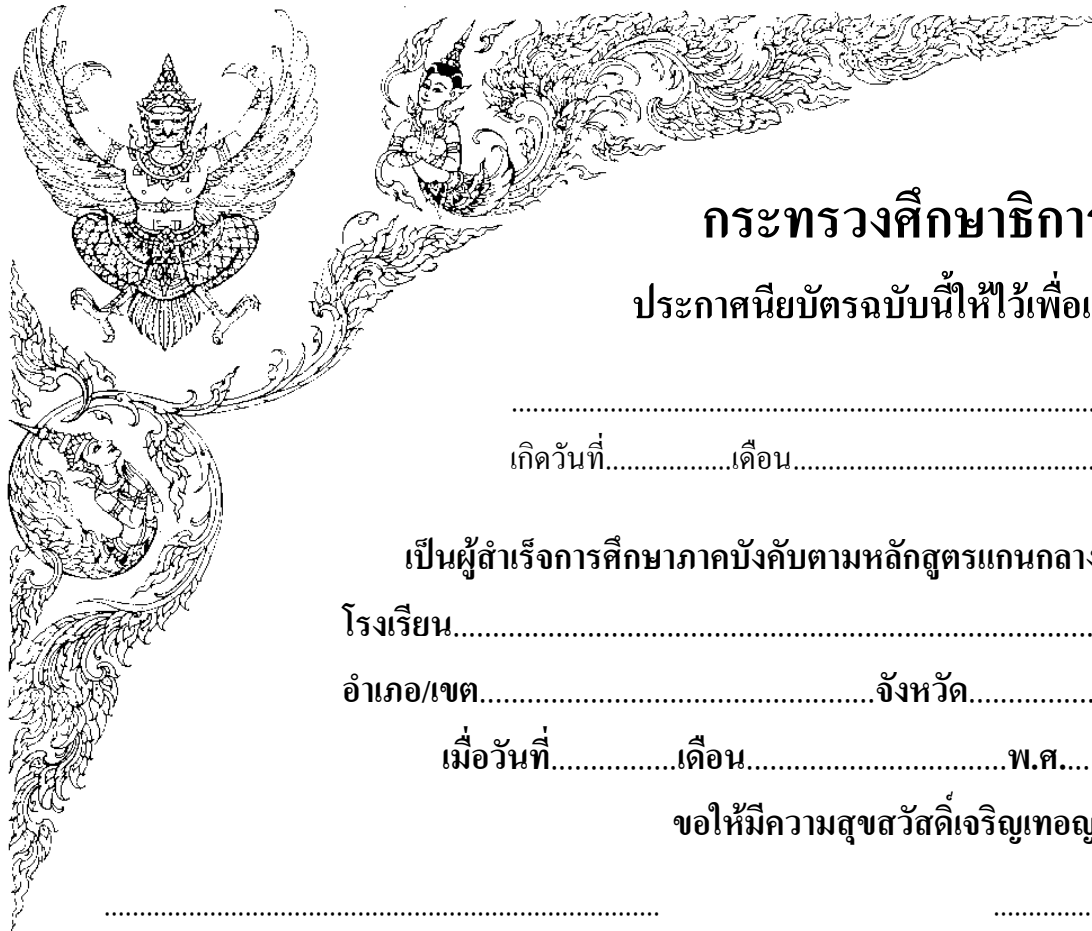 กระทรวงศึกษาธิการ
ประกาศนียบัตรฉบับนี้ให้ไว้เพื่อแ
................................................................................
เกิดวันที่..................เดือน...........................................
เป็นผู้สำเร็จการศึกษาภาคบังคับตามหลักสูตรแกนกลาง
โรงเรียน................................................................................
อำเภอ/เขต..................................................จังหวัด................
เมื่อวันที่................เดือน.................................พ.ศ....
ขอให้มีความสุขสวัสดิ์เจริญเทอญ
................................................................................ .............